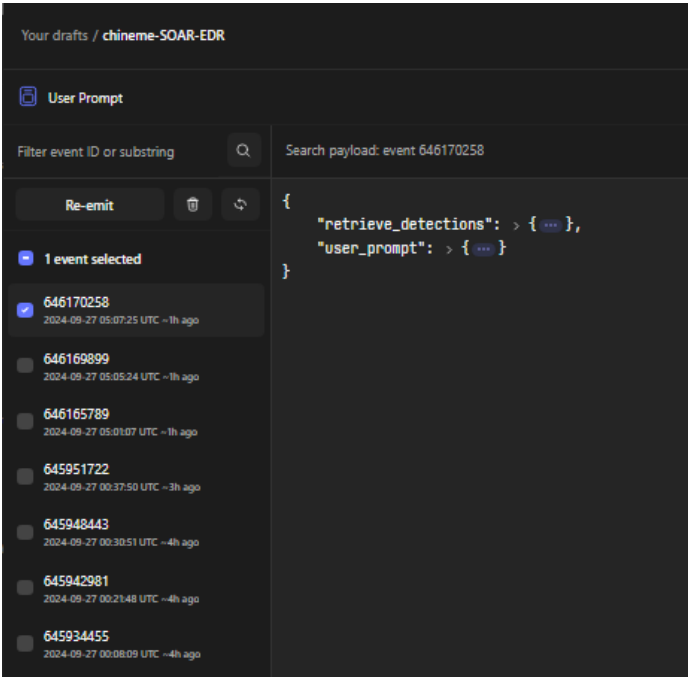 Your drafts / chineme-SOAR-EDR
User Prompt
Filter event ID or substring
Search payload: event 646170258
Re-emit
{
"retrieve_detections": > { ... },
"user_prompt": > { ... }
}
1 event selected
646170258
2024-09-27 05:07:25 UTC ~1h ago
646169899
2024-09-27 05:05:24 UTC ~1h ago
646165789
2024-09-27 05:01:07 UTC ~1h ago
645951722
2024-09-27 00:37:50 UTC ~3h ago
645948443
2024-09-27 00:30:51 UTC ~4h ago
645942981
2024-09-27 00:21:48 UTC ~4h ago
645934455
2024-09-27 00:08:09 UTC ~4h ago